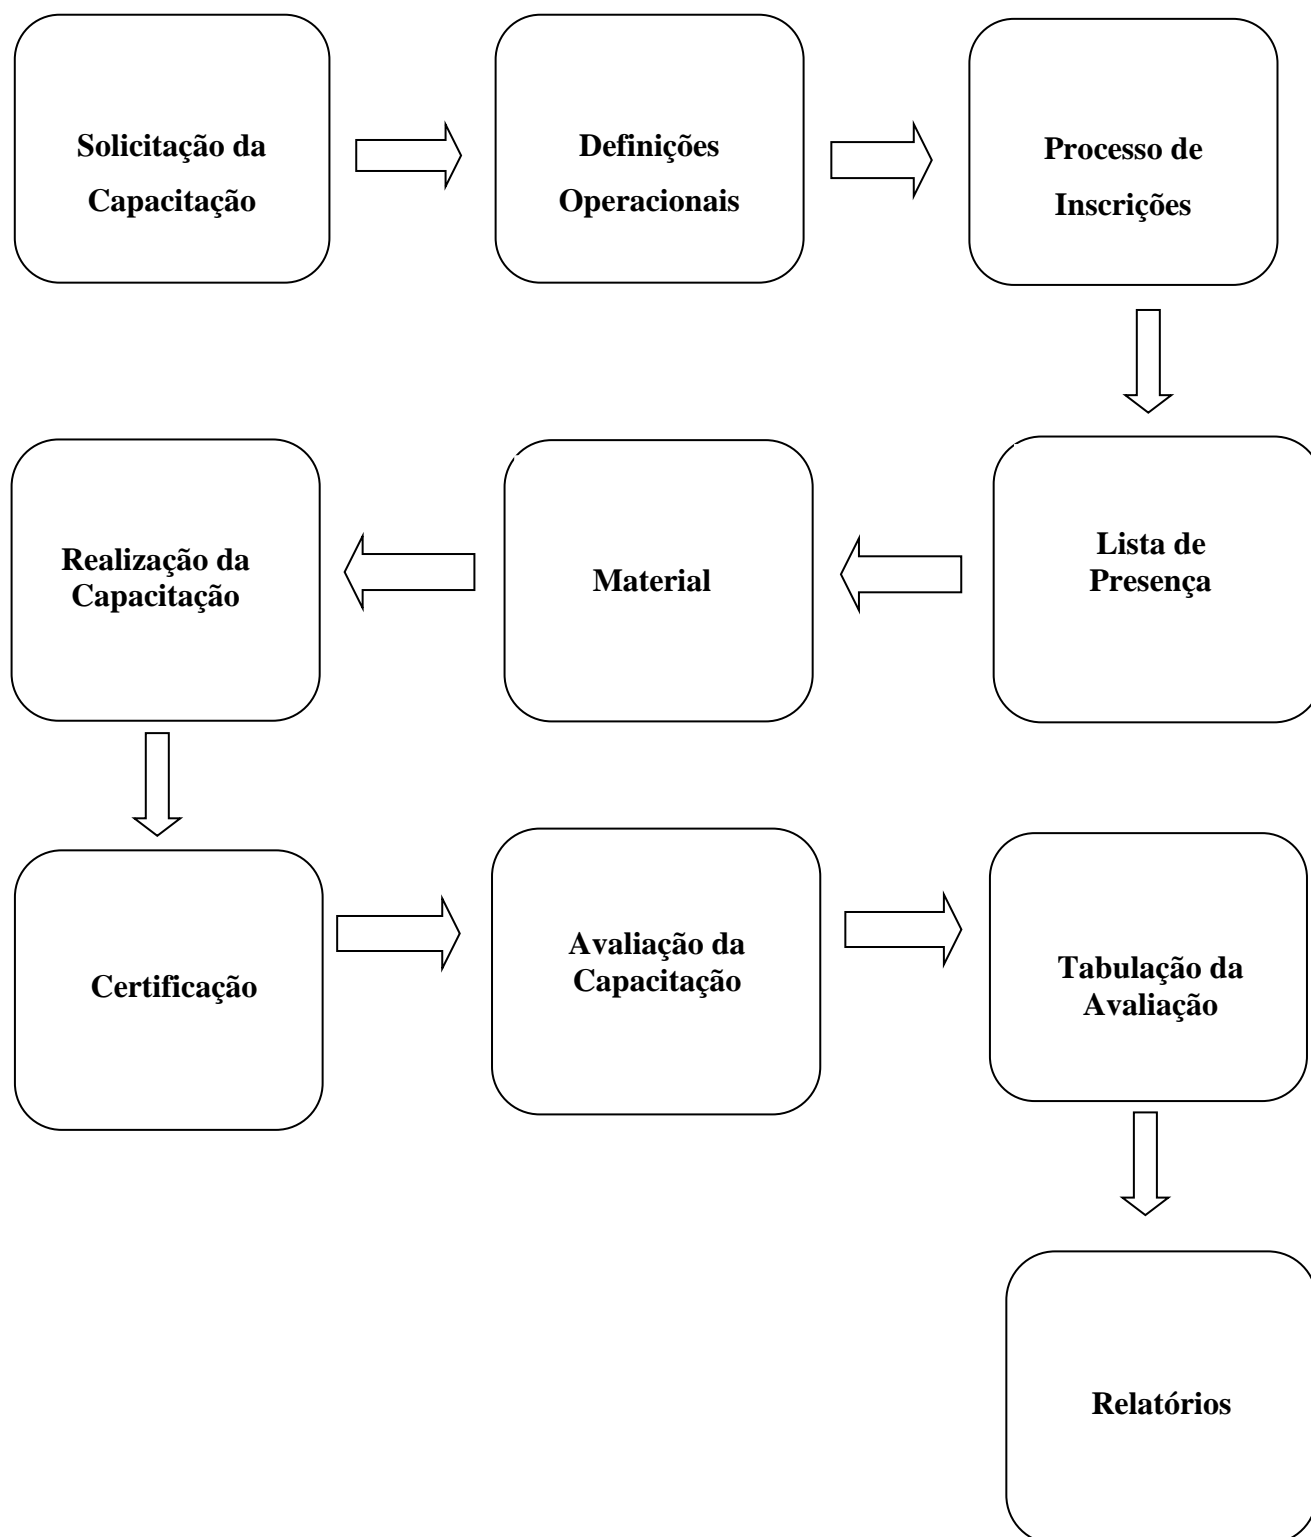 Solicitação da
Capacitação
Definições
Operacionais
Processo de
Inscrições
Lista de
Presença
Material
Realização da
Capacitação
Certificação
Avaliação da
Capacitação
Tabulação da
Avaliação
Relatórios